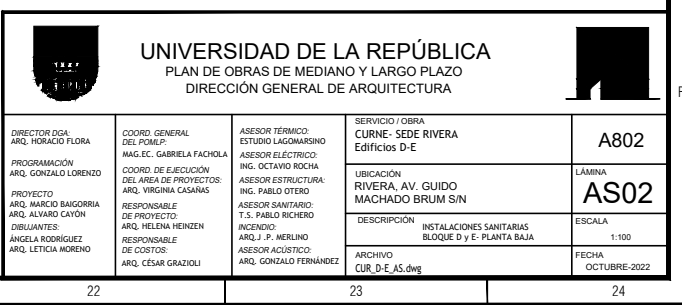 UNIVERSIDAD DE LA REPÚBLICA
PLAN DE OBRAS DE MEDIANO Y LARGO PLAZO
DIRECCIÓN GENERAL DE ARQUITECTURA
DIRECTOR DGA:
ARQ. HORACIO FLORA
PROGRAMACIÓN
ARQ. GONZALO LORENZO
PROYECTO
ARQ. MARCIO BAIGORRIA
ARQ. ALVARO CAYÓN
DIBUJANTES:
ÁNGELA RODRÍGUEZ
ARQ. LETICIA MORENO
COORD. GENERAL
DEL POMLP:
MAG.EC. GABRIELA FACHOLA
COORD. DE EJECUCIÓN
DEL AREA DE PROYECTOS:
ARQ. VIRGINIA CASAÑAS
RESPONSABLE
DE PROYECTO:
ARQ. HELENA HEINZEN
RESPONSABLE
DE COSTOS:
ARQ. CÉSAR GRAZIOLI
ASESOR TÉRMICO:
ESTUDIO LAGOMARSINO
ASESOR ELÉCTRICO:
ING. OCTAVIO ROCHA
ASESOR ESTRUCTURA:
ING. PABLO OTERO
ASESOR SANITARIO:
T.S. PABLO RICHERO
INCENDIO:
ARQ.J .P. MERLINO
ASESOR ACÚSTICO:
ARQ. GONZALO FERNÁNDEZ
SERVICIO / OBRA
CURNE- SEDE RIVERA
Edificios D-E
A802
UBICACIÓN
RIVERA, AV. GUIDO
MACHADO BRUM S/N
LÁMINA
AS02
DESCRIPCIÓN
INSTALACIONES SANITARIAS
BLOQUE D y E- PLANTA BAJA
ESCALA
1:100
ARCHIVO
CUR_D-E_AS.dwg
FECHA
OCTUBRE-2022
22 23 24